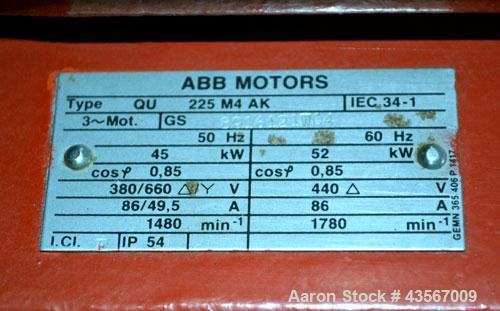 ABB MOTORS
Type QU 225 M4 AK IEC 34-1
3~Mot. GS
50 Hz 60 Hz
45 kW 52 kW
cosφ 0,85 cosφ 0,85
380/660 △ Y V 440 △ V
86/49,5 A 86 A
1480 min⁻¹ 1780 min⁻¹
I.Cl. F IP 54
GEMN 365 406 P.1417
Aaron Stock # 43567009